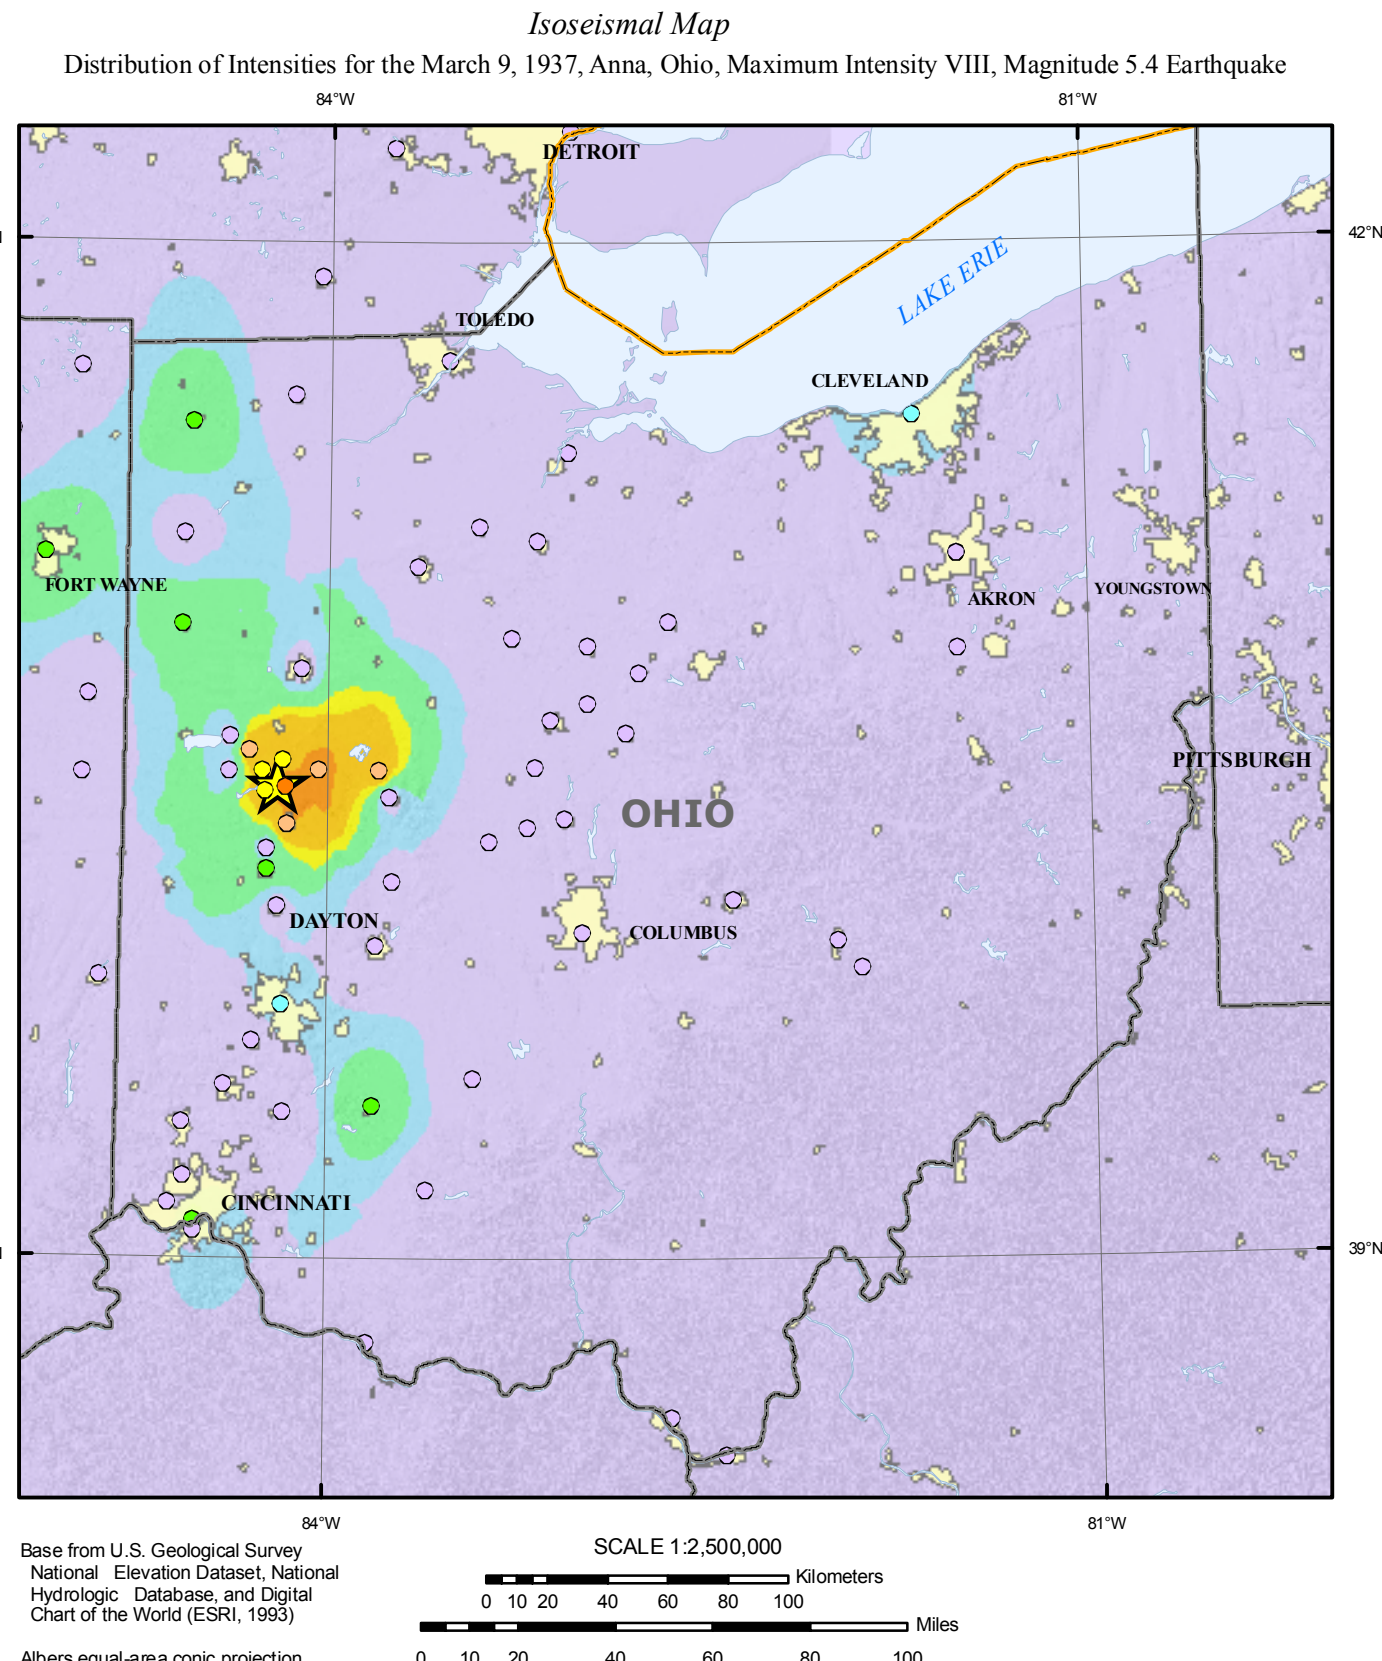 Isoseismal Map
Distribution of Intensities for the March 9, 1937, Anna, Ohio, Maximum Intensity VIII, Magnitude 5.4 Earthquake
84°W 81°W
DETROIT
42°N
LAKE ERIE
TOLEDO
CLEVELAND
FORT WAYNE
AKRON
YOUNGSTOWN
PITTSBURGH
OHIO
DAYTON
COLUMBUS
CINCINNATI
39°N
84°W 81°W
Base from U.S. Geological Survey
National Elevation Dataset, National
Hydrologic Database, and Digital
Chart of the World (ESRI, 1993)
Albers equal-area conic projection
SCALE 1:2,500,000
Kilometers
0 10 20 40 60 80 100
Miles
0 10 20 40 60 80 100